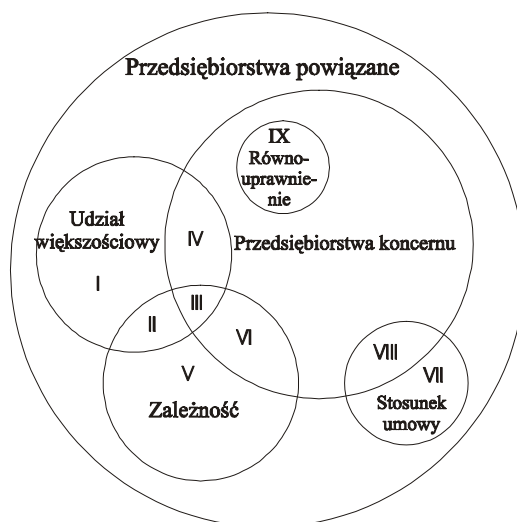 Przedsiębiorstwa powiązane
IX
Równo-
uprawnie-
nie
Udział
większościowy
IV
Przedsiębiorstwa koncernu
I
III
II
VI
VIII
V
VII
Zależność
Stosunek
umowy